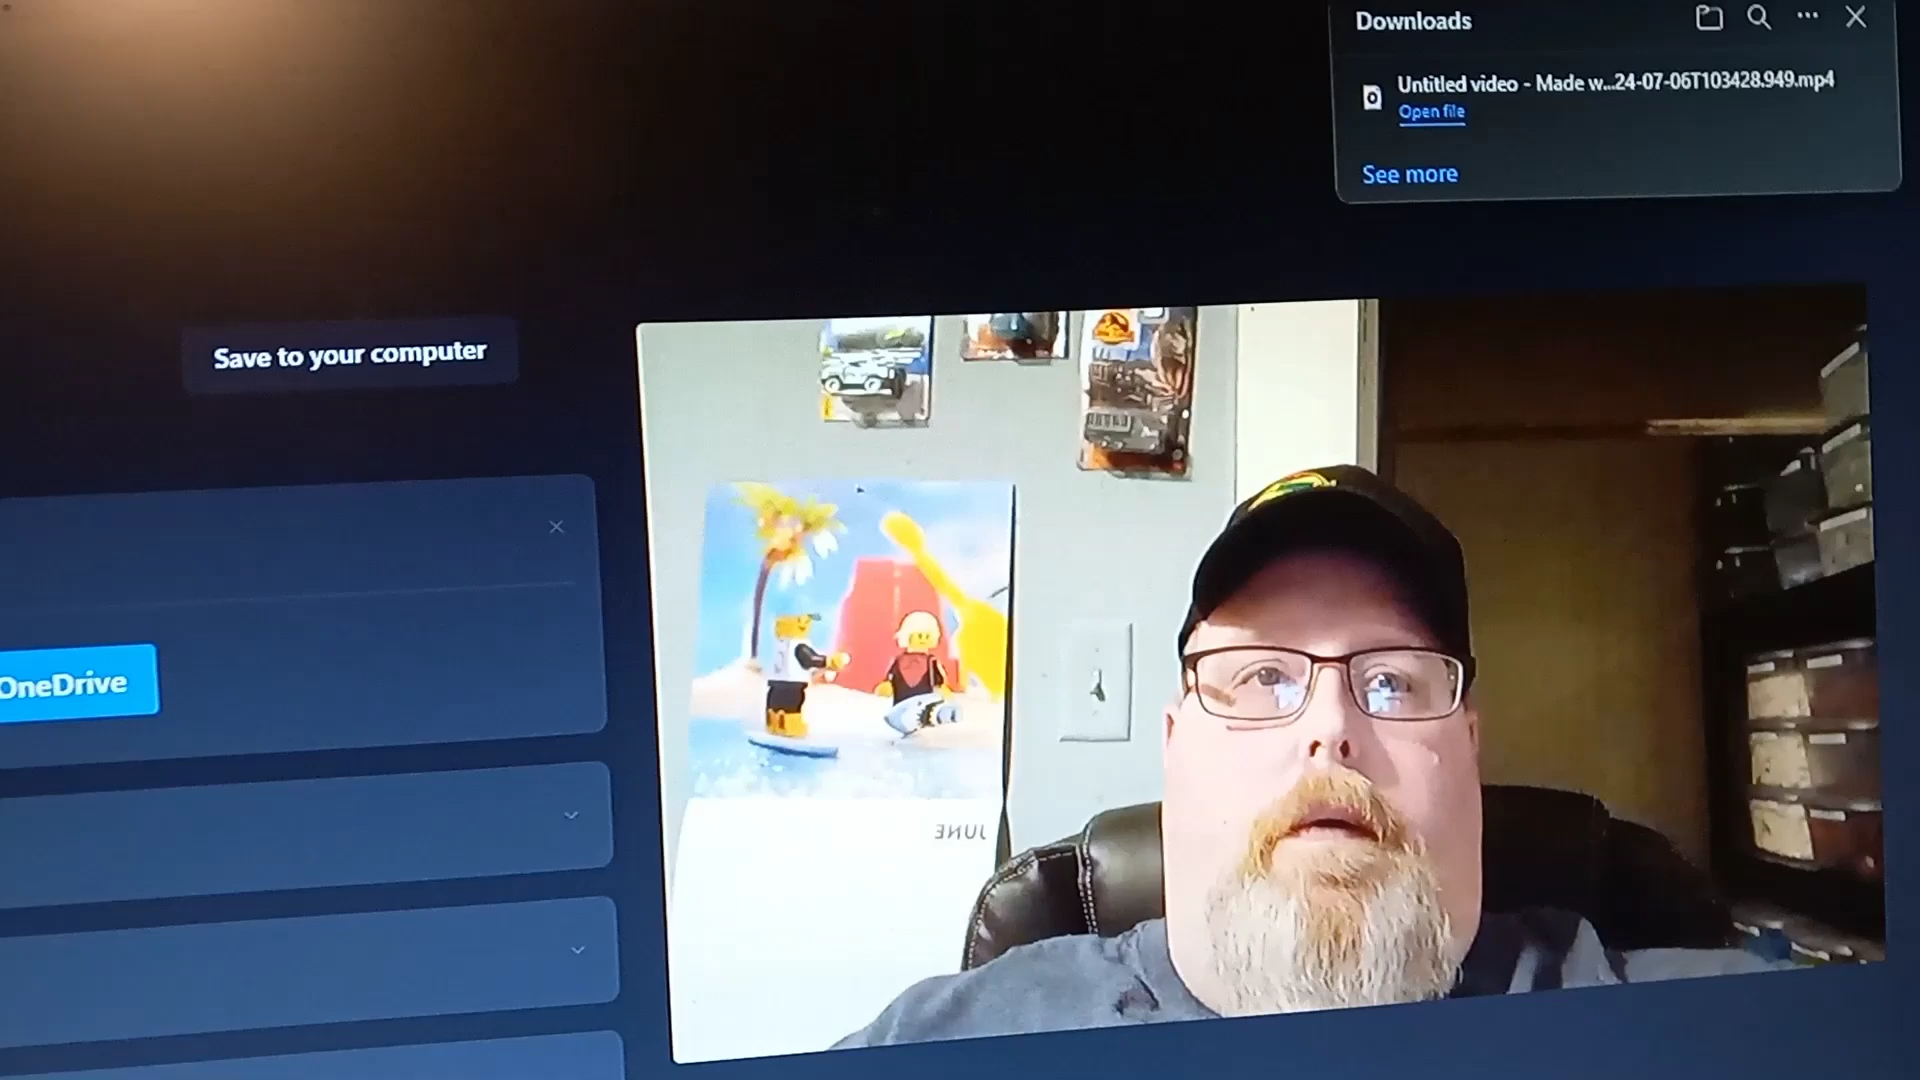 Downloads
Untitled video - Made w...24-07-06T103428.949.mp4
Open file
See more
Save to your computer
OneDrive
JUNE